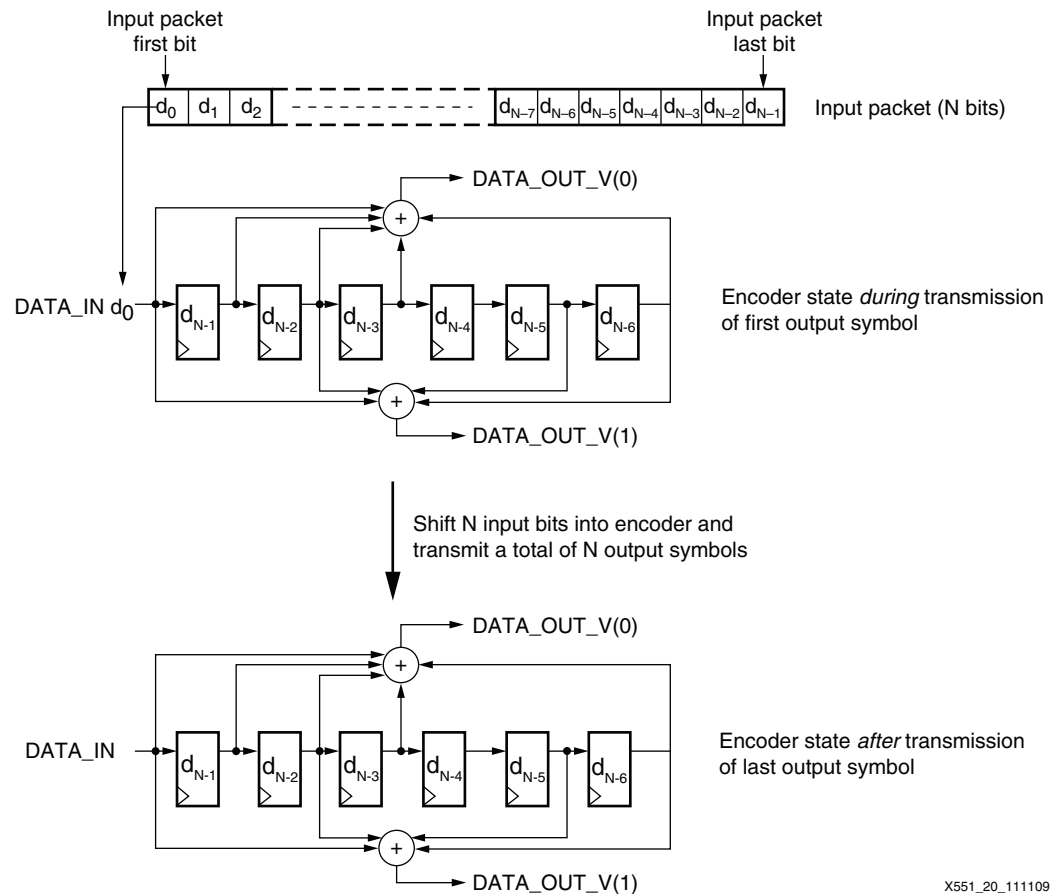 Input packet
first bit
Input packet
last bit
d0 d1 d2 dN–7 dN–6 dN–5 dN–4 dN–3 dN–2 dN–1 Input packet (N bits)
DATA_OUT_V(0)
+
DATA_IN d0 dN-1 dN-2 dN-3 dN-4 dN-5 dN-6
Encoder state during transmission
of first output symbol
+
DATA_OUT_V(1)
Shift N input bits into encoder and
transmit a total of N output symbols
DATA_OUT_V(0)
+
DATA_IN dN-1 dN-2 dN-3 dN-4 dN-5 dN-6
Encoder state after transmission
of last output symbol
+
DATA_OUT_V(1)
X551_20_111109